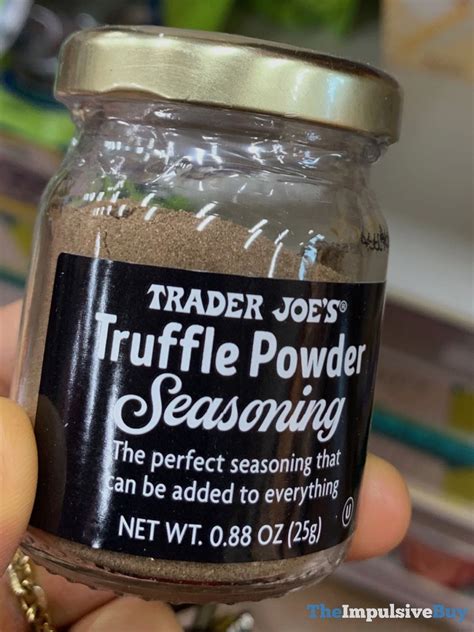 TRADER JOE'S®
Truffle Powder
Seasoning
The perfect seasoning that
can be added to everything
NET WT. 0.88 OZ (25g)
U
TheImpulsiveBuy